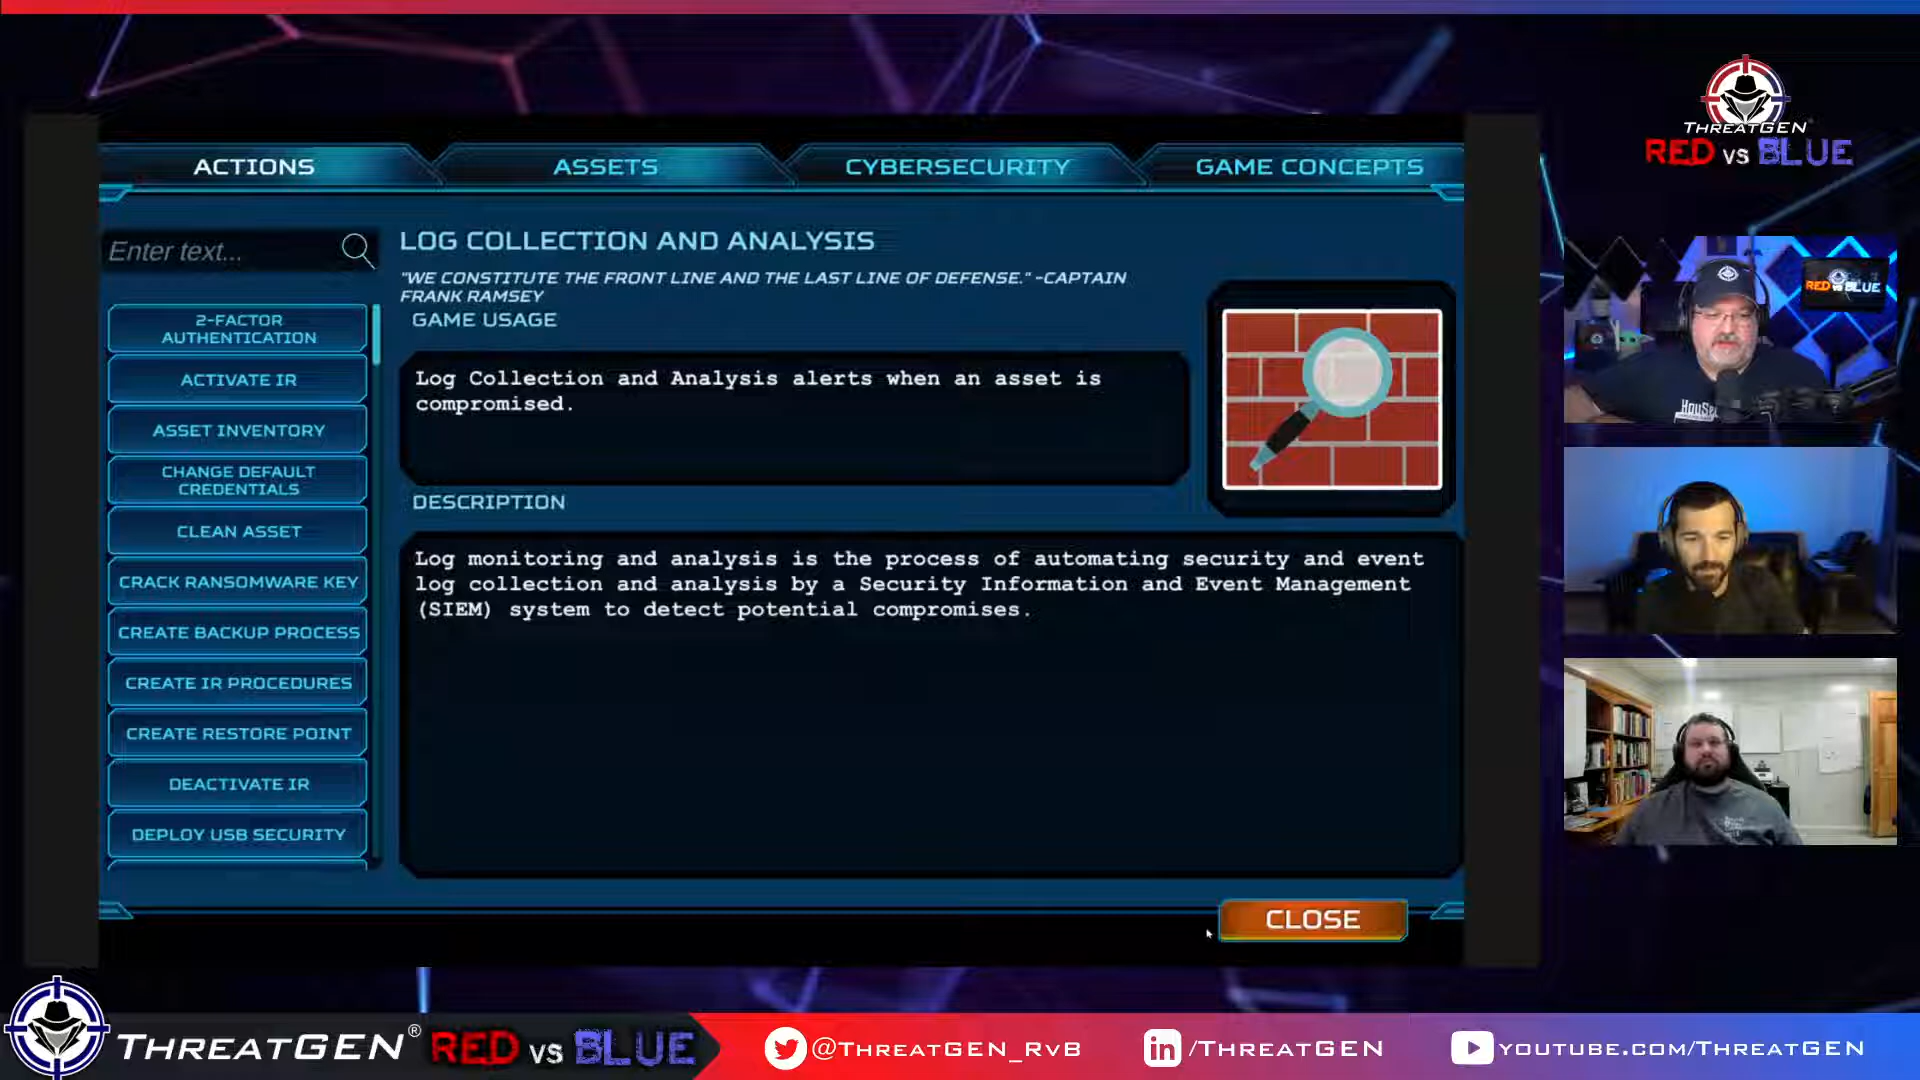 ACTIONS
ASSETS
CYBERSECURITY
GAME CONCEPTS
Enter text...
2-FACTOR
AUTHENTICATION
ACTIVATE IR
ASSET INVENTORY
CHANGE DEFAULT
CREDENTIALS
CLEAN ASSET
CRACK RANSOMWARE KEY
CREATE BACKUP PROCESS
CREATE IR PROCEDURES
CREATE RESTORE POINT
DEACTIVATE IR
DEPLOY USB SECURITY
LOG COLLECTION AND ANALYSIS
"WE CONSTITUTE THE FRONT LINE AND THE LAST LINE OF DEFENSE." -CAPTAIN
FRANK RAMSEY
GAME USAGE
Log Collection and Analysis alerts when an asset is
compromised.
DESCRIPTION
Log monitoring and analysis is the process of automating security and event
log collection and analysis by a Security Information and Event Management
(SIEM) system to detect potential compromises.
CLOSE
THREATGEN
RED VS BLUE
RED VS BLUE
THREATGEN® RED VS BLUE
@THREATGEN_RVB
in /THREATGEN
YOUTUBE.COM/THREATGEN